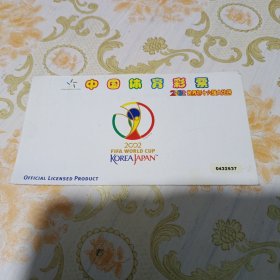 中国体育彩票
2002
FIFA WORLD CUP
KOREA JAPAN
OFFICIAL LICENSED PRODUCT
0432637